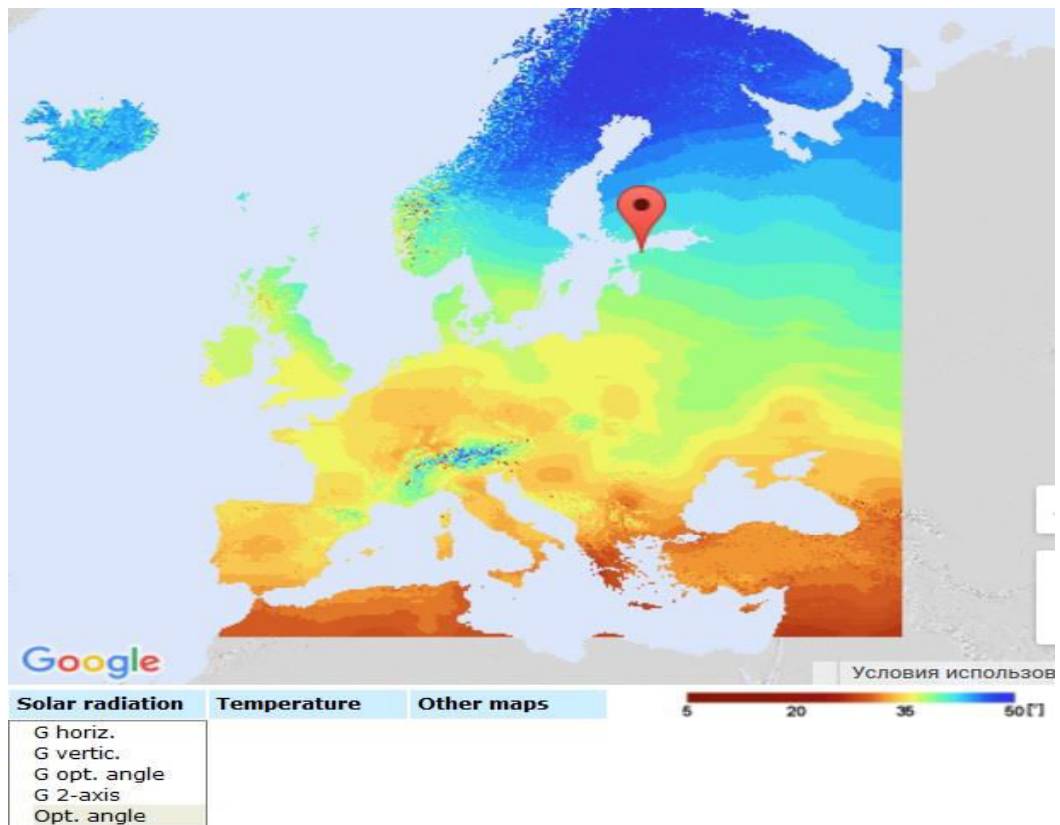 Google
Условия использов
Solar radiation Temperature Other maps
5 20 35 50[°]
G horiz.
G vertic.
G opt. angle
G 2-axis
Opt. angle